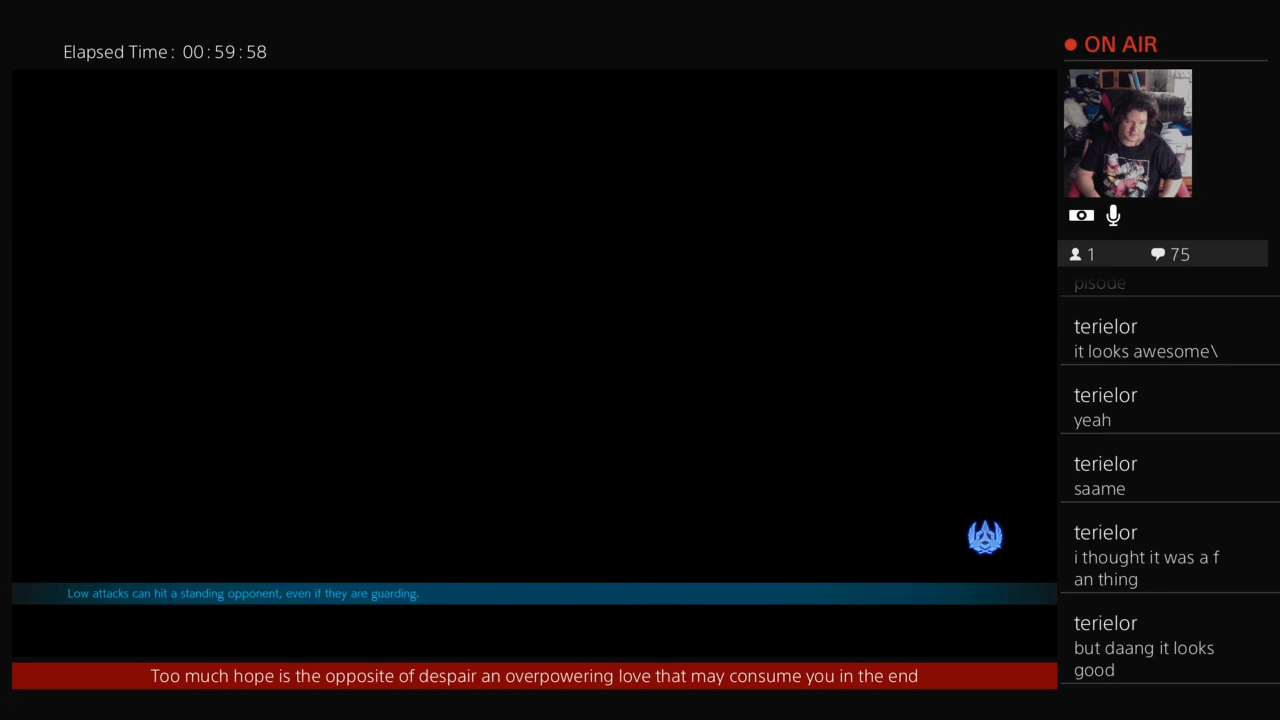 Elapsed Time: 00:59:58
ON AIR
1 75
pisode
terielor
it looks awesome\
terielor
yeah
terielor
saame
terielor
i thought it was a f
an thing
terielor
but daang it looks
good
Low attacks can hit a standing opponent, even if they are guarding.
Too much hope is the opposite of despair an overpowering love that may consume you in the end